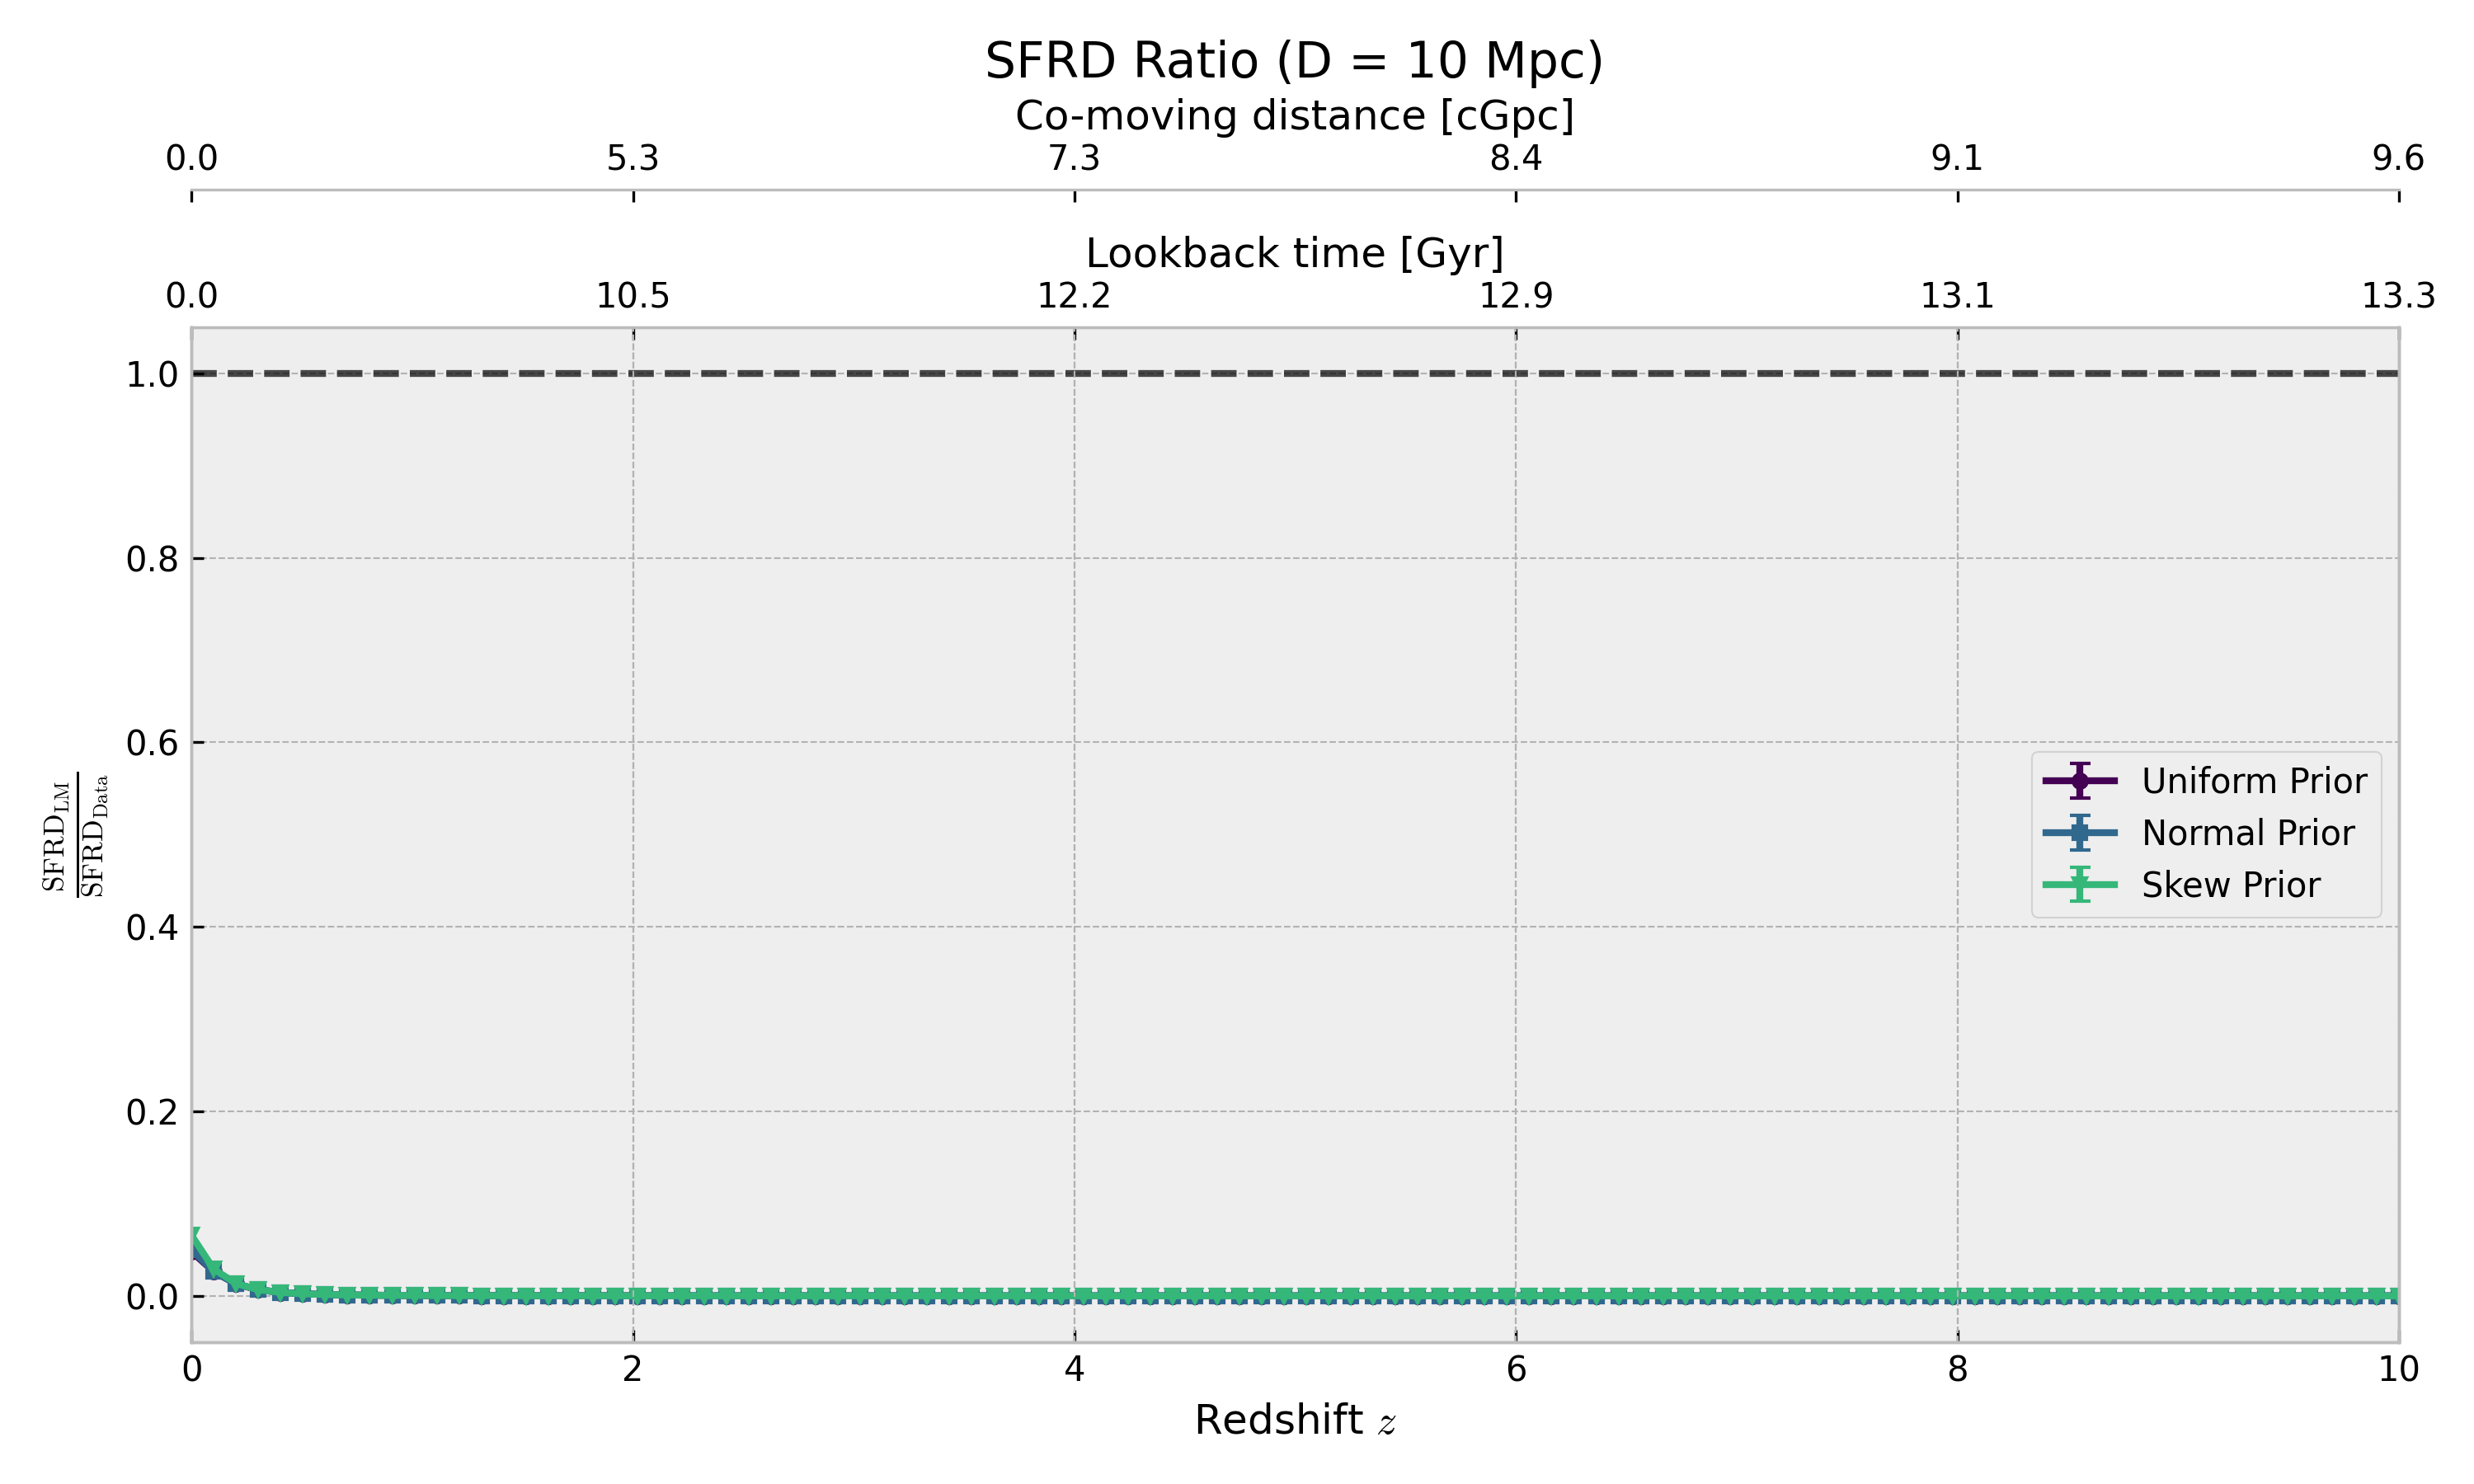 SFRD Ratio (D = 10 Mpc)
Co-moving distance [cGpc]
0.0 5.3 7.3 8.4 9.1 9.6
Lookback time [Gyr]
0.0 10.5 12.2 12.9 13.1 13.3
1.0
0.8
0.6
0.4
0.2
0.0
SFRD_LM
SFRD_Data
Uniform Prior
Normal Prior
Skew Prior
0 2 4 6 8 10
Redshift z